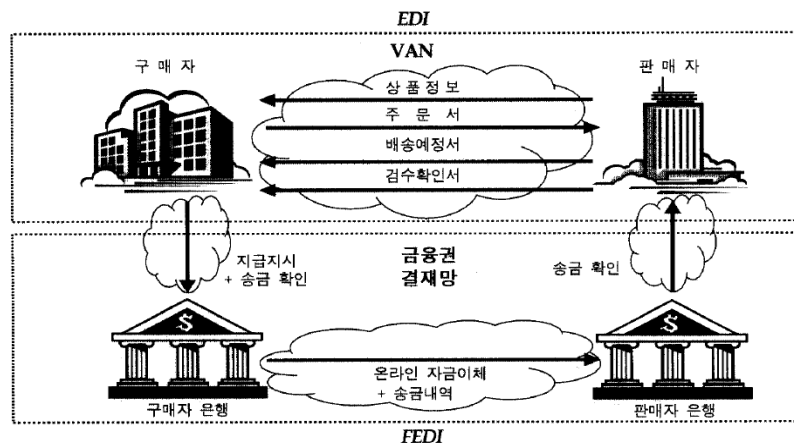 EDI
VAN
구 매 자
판 매 자
상 품 정 보
주 문 서
배송예정서
검수확인서
지급지시
+ 송금 확인
금융권
결재망
송금 확인
$
$
온라인 자금이체
+ 송금내역
구매자 은행
판매자 은행
FEDI